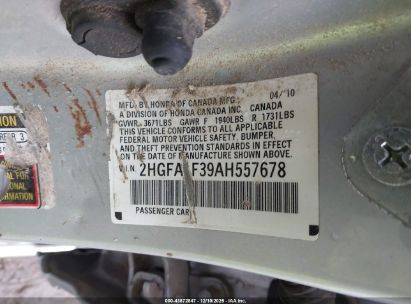 MFD. BY HONDA OF CANADA MFG., CANADA 04/10
A DIVISION OF HONDA CANADA INC.
GVWR 3671LBS GAWR F 1940LBS R 1731LBS
THIS VEHICLE CONFORMS TO ALL APPLICABLE
FEDERAL MOTOR VEHICLE SAFETY, BUMPER,
AND THEFT PREVENTION STANDARDS IN EFFECT
ON THE DATE OF MANUFACTURE SHOWN ABOVE.
V.I.N. 2HGFA F39AH557678
PASSENGER CAR